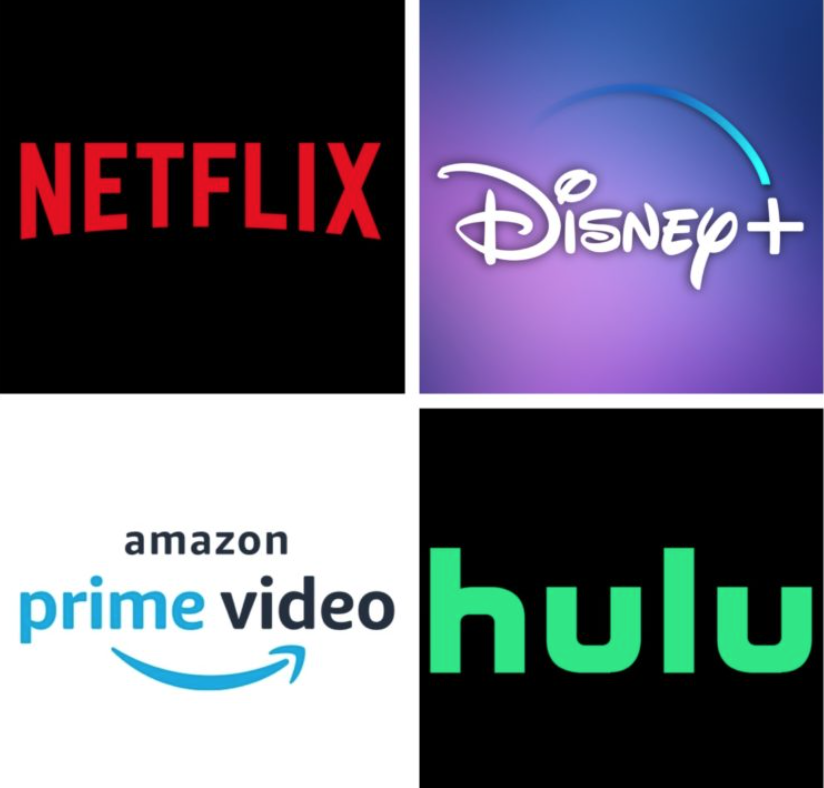 NETFLIX
Disney+
amazon
prime video
hulu